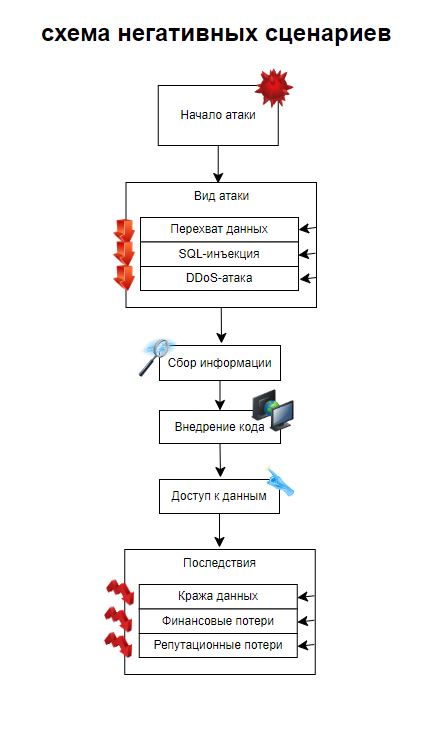 схема негативных сценариев
Начало атаки
Вид атаки
Перехват данных
SQL-инъекция
DDoS-атака
Сбор информации
Внедрение кода
Доступ к данным
Последствия
Кража данных
Финансовые потери
Репутационные потери